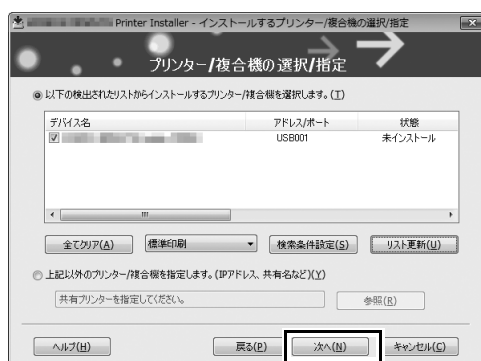 Printer Installer - インストールするプリンター/複合機の選択/指定
プリンター/複合機の選択/指定
以下の検出されたリストからインストールするプリンター/複合機を選択します。(I)
デバイス名 アドレス/ポート 状態
USB001 未インストール
全てクリア(A) 標準印刷 検索条件設定(S) リスト更新(U)
上記以外のプリンター/複合機を指定します。(IPアドレス、共有名など)(Y)
共有プリンターを指定してください。 参照(R)
ヘルプ(H) 戻る(P) 次へ(N) キャンセル(C)